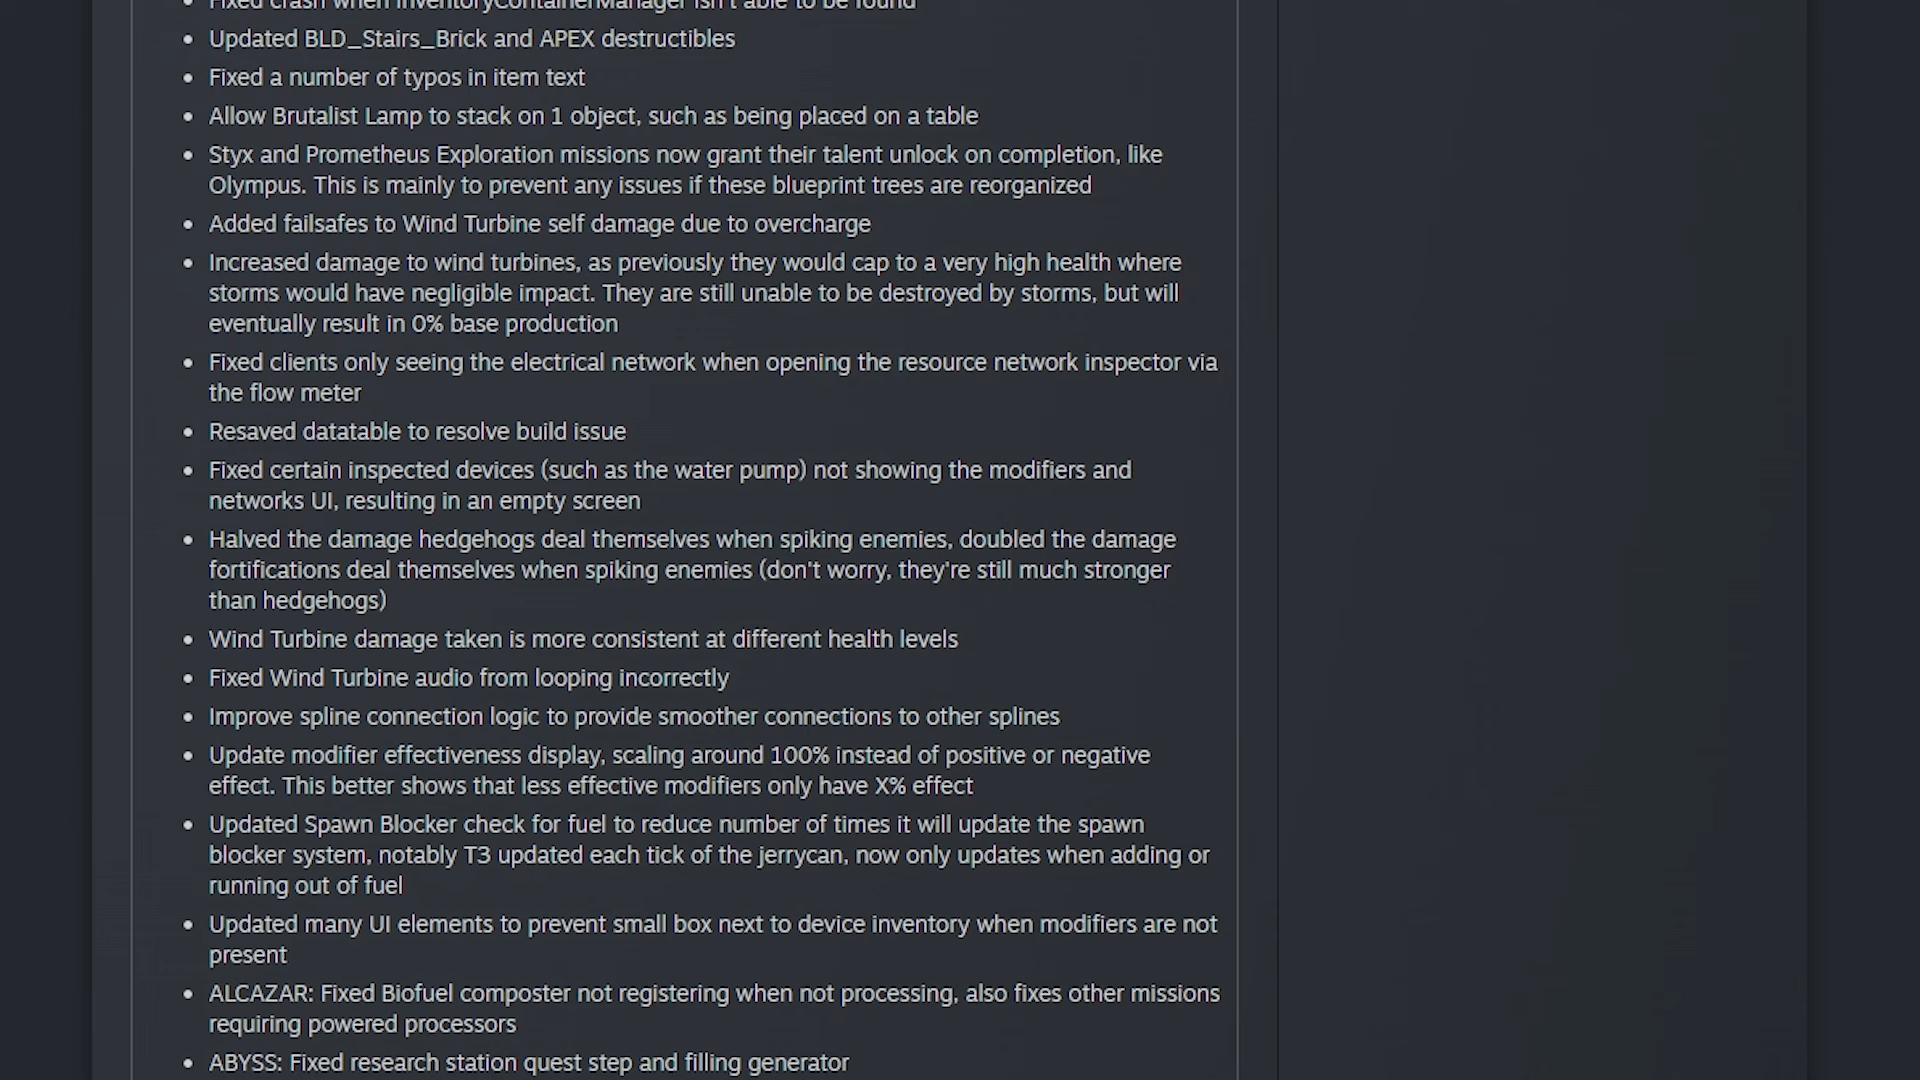 Fixed crash when InventoryContainerManager isn't able to be found
• Updated BLD_Stairs_Brick and APEX destructibles
• Fixed a number of typos in item text
• Allow Brutalist Lamp to stack on 1 object, such as being placed on a table
• Styx and Prometheus Exploration missions now grant their talent unlock on completion, like
Olympus. This is mainly to prevent any issues if these blueprint trees are reorganized
• Added failsafes to Wind Turbine self damage due to overcharge
• Increased damage to wind turbines, as previously they would cap to a very high health where
storms would have negligible impact. They are still unable to be destroyed by storms, but will
eventually result in 0% base production
• Fixed clients only seeing the electrical network when opening the resource network inspector via
the flow meter
• Resaved datatable to resolve build issue
• Fixed certain inspected devices (such as the water pump) not showing the modifiers and
networks UI, resulting in an empty screen
• Halved the damage hedgehogs deal themselves when spiking enemies, doubled the damage
fortifications deal themselves when spiking enemies (don't worry, they're still much stronger
than hedgehogs)
• Wind Turbine damage taken is more consistent at different health levels
• Fixed Wind Turbine audio from looping incorrectly
• Improve spline connection logic to provide smoother connections to other splines
• Update modifier effectiveness display, scaling around 100% instead of positive or negative
effect. This better shows that less effective modifiers only have X% effect
• Updated Spawn Blocker check for fuel to reduce number of times it will update the spawn
blocker system, notably T3 updated each tick of the jerrycan, now only updates when adding or
running out of fuel
• Updated many UI elements to prevent small box next to device inventory when modifiers are not
present
• ALCAZAR: Fixed Biofuel composter not registering when not processing, also fixes other missions
requiring powered processors
• ABYSS: Fixed research station quest step and filling generator